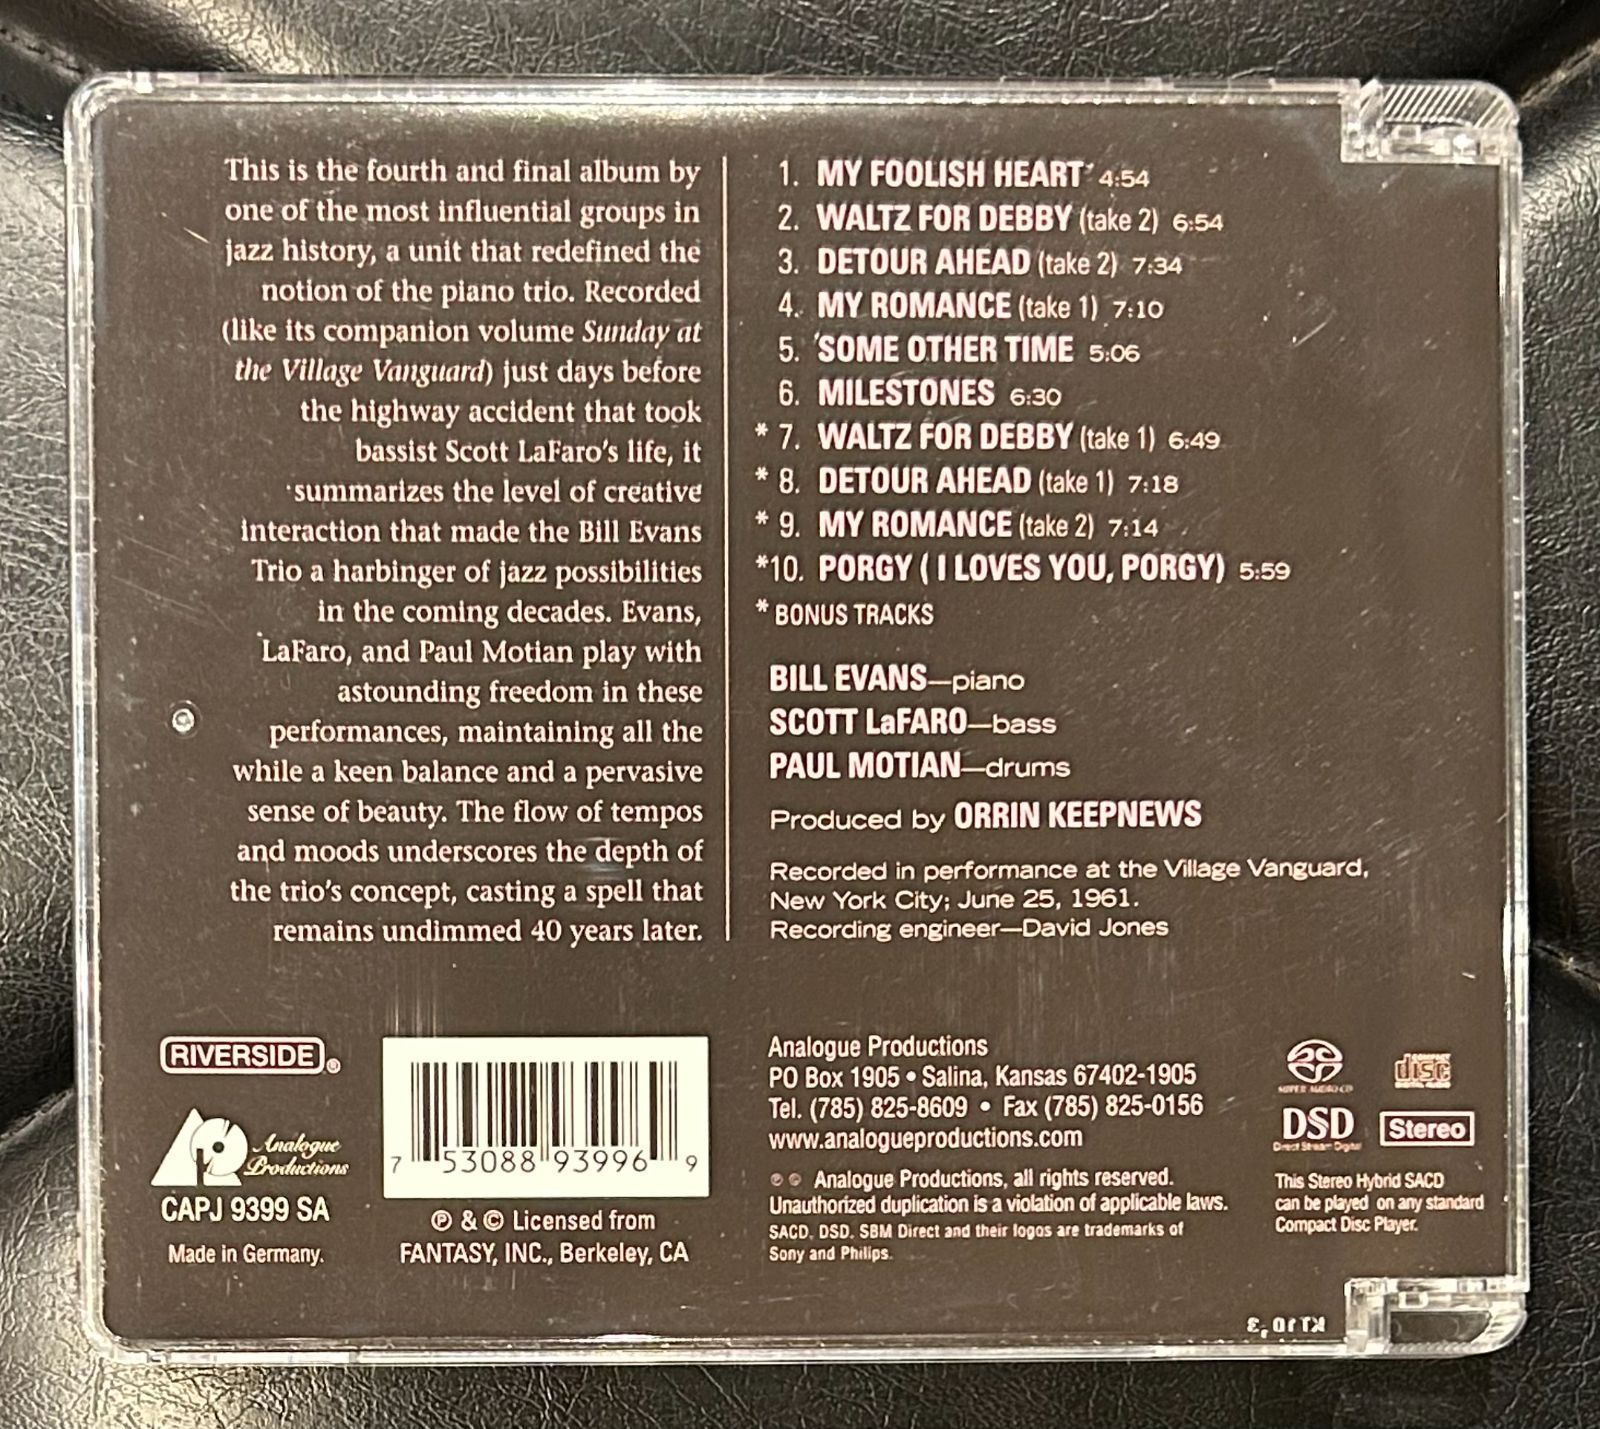 This is the fourth and final album by
one of the most influential groups in
jazz history, a unit that redefined the
notion of the piano trio. Recorded
(like its companion volume Sunday at
the Village Vanguard) just days before
the highway accident that took
bassist Scott LaFaro's life, it
summarizes the level of creative
interaction that made the Bill Evans
Trio a harbinger of jazz possibilities
in the coming decades. Evans,
LaFaro, and Paul Motian play with
astounding freedom in these
performances, maintaining all the
while a keen balance and a pervasive
sense of beauty. The flow of tempos
and moods underscores the depth of
the trio's concept, casting a spell that
remains undimmed 40 years later.
1. MY FOOLISH HEART 4:54
2. WALTZ FOR DEBBY (take 2) 6:54
3. DETOUR AHEAD (take 2) 7:34
4. MY ROMANCE (take 1) 7:10
5. SOME OTHER TIME 5:06
6. MILESTONES 6:30
* 7. WALTZ FOR DEBBY (take 1) 6:49
* 8. DETOUR AHEAD (take 1) 7:18
* 9. MY ROMANCE (take 2) 7:14
*10. PORGY ( I LOVES YOU, PORGY) 5:59
* BONUS TRACKS
BILL EVANS—piano
SCOTT LaFARO—bass
PAUL MOTIAN—drums
Produced by ORRIN KEEPNEWS
Recorded in performance at the Village Vanguard,
New York City; June 25, 1961.
Recording engineer—David Jones
RIVERSIDE®
Analogue
Productions
CAPJ 9399 SA
Made in Germany.
7 53088 93996 9
℗ & © Licensed from
FANTASY, INC., Berkeley, CA
Analogue Productions
PO Box 1905 • Salina, Kansas 67402-1905
Tel. (785) 825-8609 • Fax (785) 825-0156
www.analogueproductions.com
℗ © Analogue Productions, all rights reserved.
Unauthorized duplication is a violation of applicable laws.
SACD, DSD, SBM Direct and their logos are trademarks of
Sony and Philips.
SUPER AUDIO CD
COMPACT
disc
DIGITAL AUDIO
DSD
Direct Stream Digital
Stereo
This Stereo Hybrid SACD
can be played on any standard
Compact Disc Player.